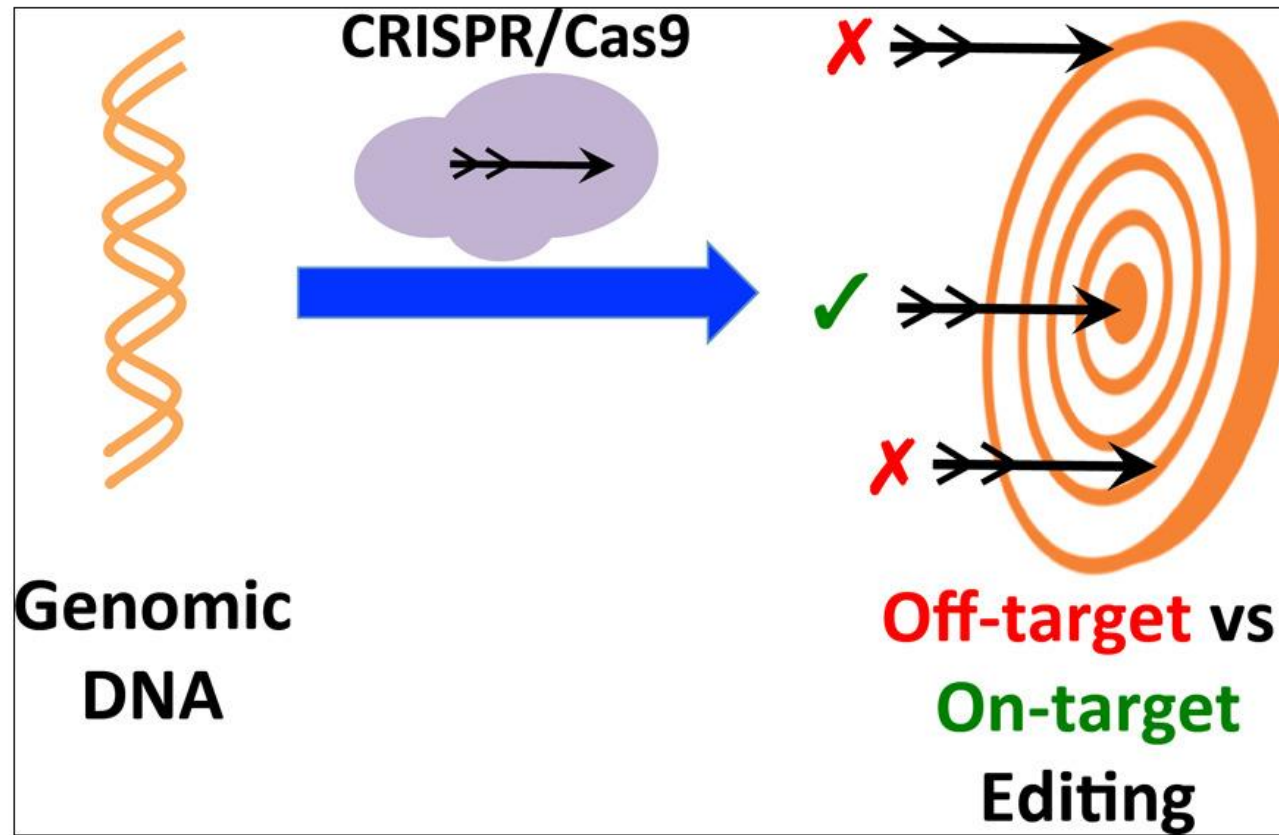 CRISPR/Cas9
Genomic
DNA
Off-target vs
On-target
Editing